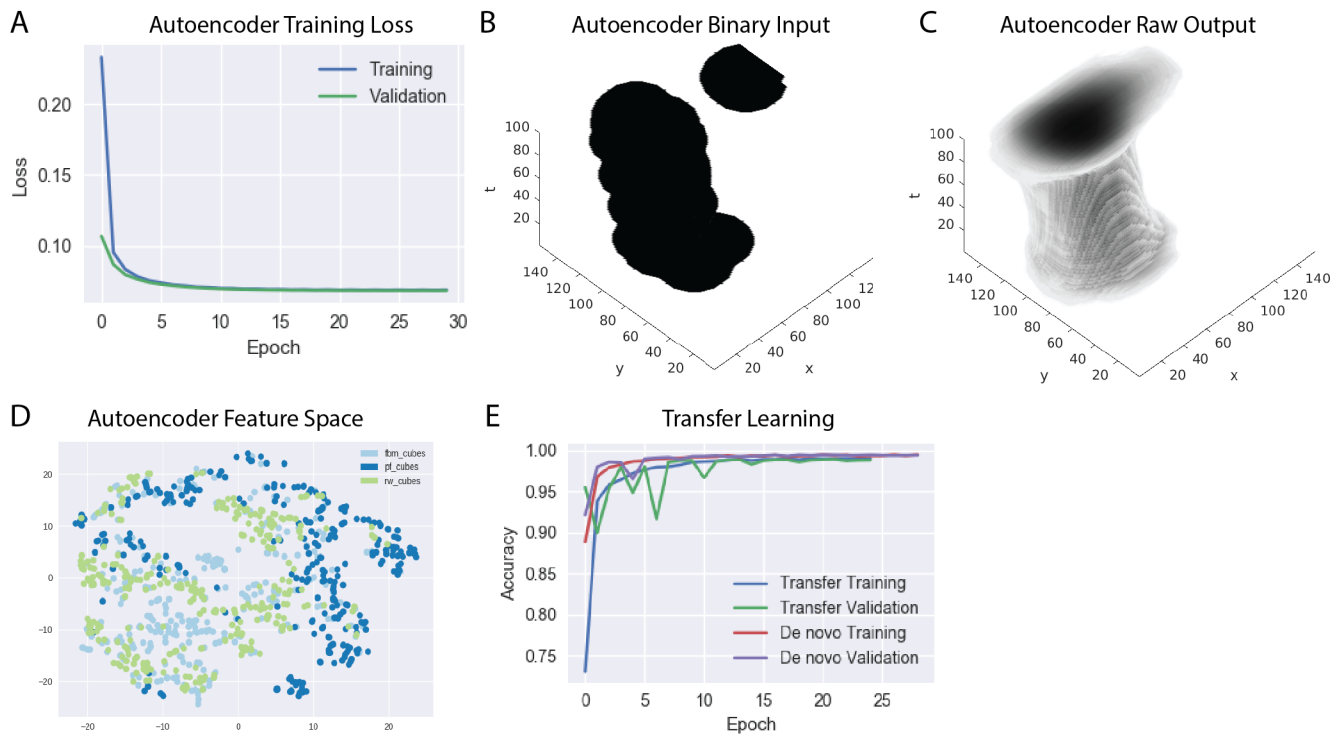 A
Autoencoder Training Loss
Training
Validation
0.20
0.15
0.10
Loss
0 5 10 15 20 25 30
Epoch
B
Autoencoder Binary Input
100
80
60
40
20
t
140
120
100
80
60
40
20
y
20
40
60
80
100
12
x
C
Autoencoder Raw Output
100
80
60
40
20
t
140
120
100
80
60
40
20
y
20
40
60
80
100
120
140
x
D
Autoencoder Feature Space
fbm_cubes
pf_cubes
rw_cubes
20
10
0
−10
−20
−20 −10 0 10 20
E
Transfer Learning
1.00
0.95
0.90
0.85
0.80
0.75
Accuracy
Transfer Training
Transfer Validation
De novo Training
De novo Validation
0 5 10 15 20 25
Epoch